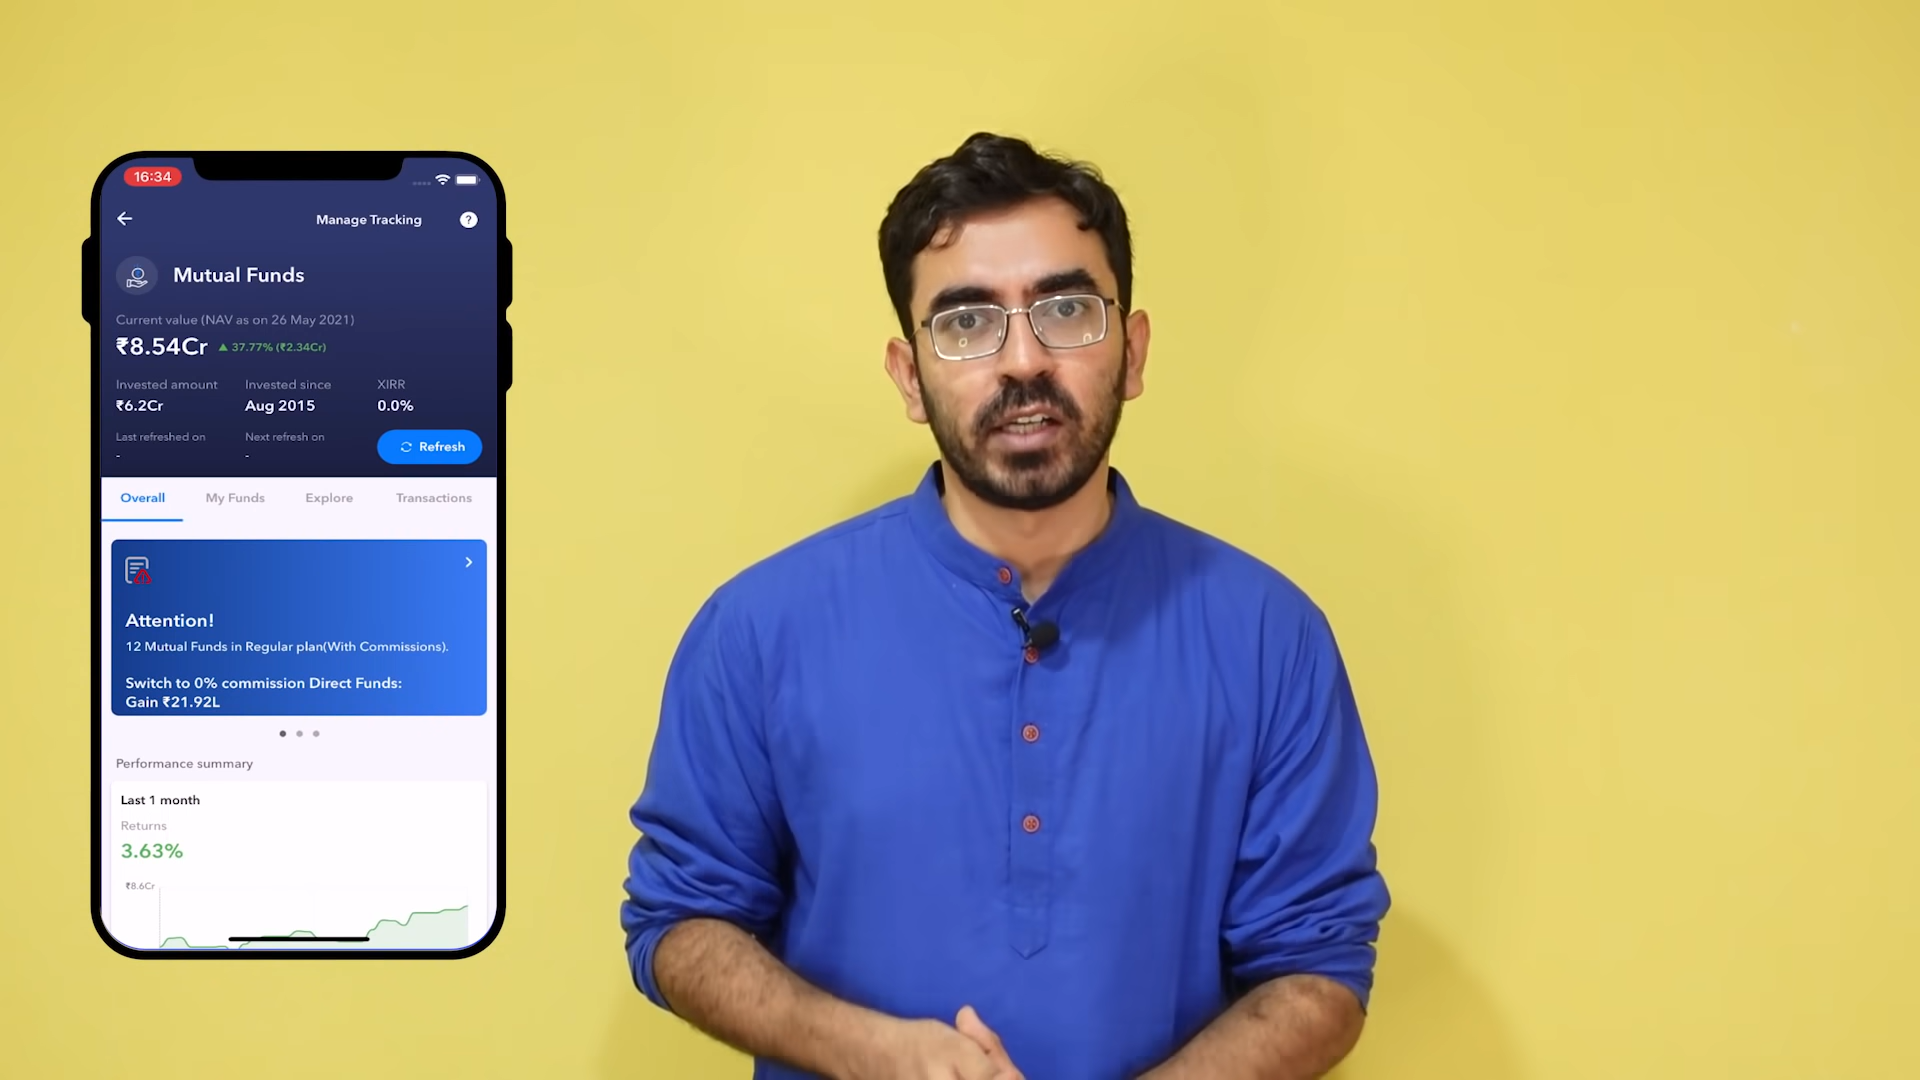 16:34
Manage Tracking
?
Mutual Funds
Current value (NAV as on 26 May 2021)
₹8.54Cr ▲ 37.77% (₹2.34Cr)
Invested amount Invested since XIRR
₹6.2Cr Aug 2015 0.0%
Last refreshed on Next refresh on
- - Refresh
Overall My Funds Explore Transactions
Attention!
12 Mutual Funds in Regular plan(With Commissions).
Switch to 0% commission Direct Funds:
Gain ₹21.92L
Performance summary
Last 1 month
Returns
3.63%
₹8.6Cr